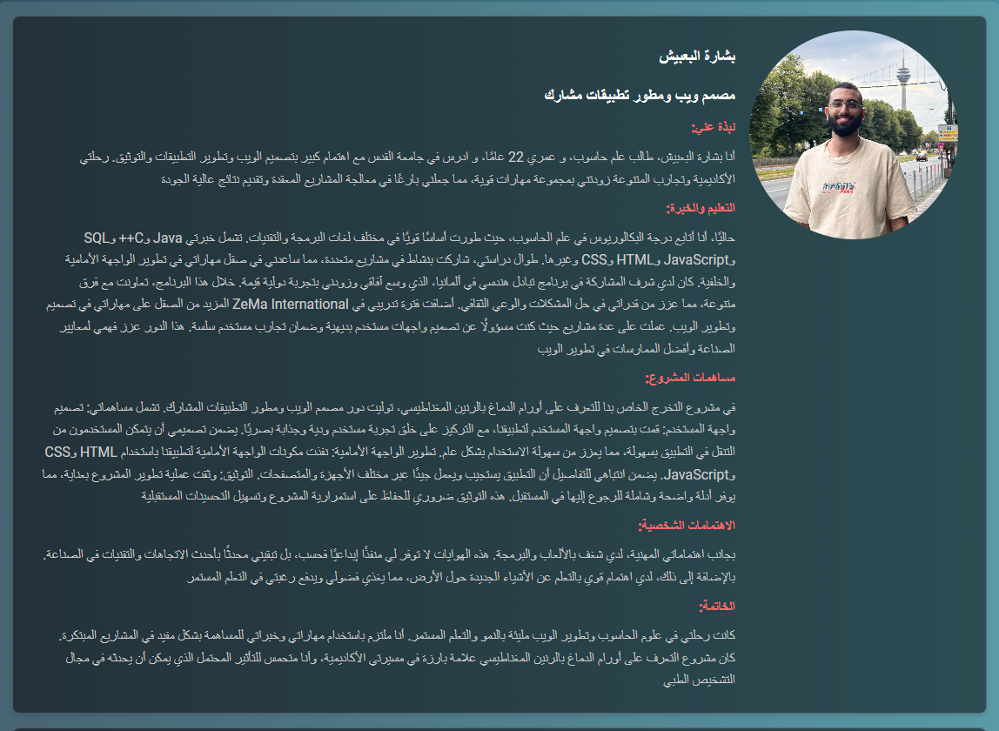 بشارة البعبيش
مصمم ويب ومطور تطبيقات مشارك
نبذة عني:
أنا بشارة البعبيش، طالب علم حاسوب، و عمري 22 عامًا، و ادرس في جامعة القدس مع اهتمام كبير بتصميم الويب وتطوير التطبيقات والتوثيق. رحلتي
الأكاديمية وتجارب المتنوعة زودتني بمجموعة مهارات قوية، مما جعلني بارعًا في معالجة المشاريع المعقدة وتقديم نتائج عالية الجودة
التعليم والخبرة:
حاليًا، أنا أتابع درجة البكالوريوس في علم الحاسوب، حيث طورت أساسًا قويًا في مختلف لغات البرمجة والتقنيات. تشمل خبرتي Java و++C وSQL
وJavaScript وHTML وCSS وغيرها. طوال دراستي، شاركت بنشاط في مشاريع متعددة، مما ساعدني في صقل مهاراتي في تطوير الواجهة الأمامية
والخلفية. كان لدي شرف المشاركة في برنامج تبادل هندسي في ألمانيا، الذي وسع آفاقي وزودني بتجربة دولية قيمة. خلال هذا البرنامج، تعاونت مع فرق
متنوعة، مما عزز من قدراتي في حل المشكلات والوعي الثقافي. أضافت فترة تدريبي في ZeMa International المزيد من الصقل على مهاراتي في تصميم
وتطوير الويب. عملت على عدة مشاريع حيث كنت مسؤولًا عن تصميم واجهات مستخدم بديهية وضمان تجارب مستخدم سلسة. هذا الدور عزز فهمي لمعايير
الصناعة وأفضل الممارسات في تطوير الويب
مساهمات المشروع:
في مشروع التخرج الخاص بنا للتعرف على أورام الدماغ بالرنين المغناطيسي، توليت دور مصمم الويب ومطور التطبيقات المشارك. تشمل مساهماتي: تصميم
واجهة المستخدم: قمت بتصميم واجهة المستخدم لتطبيقنا، مع التركيز على خلق تجربة مستخدم ودية وجذابة بصريًا. يضمن تصميمي أن يتمكن المستخدمون من
التنقل في التطبيق بسهولة، مما يعزز من سهولة الاستخدام بشكل عام. تطوير الواجهة الأمامية: نفذت مكونات الواجهة الأمامية لتطبيقنا باستخدام HTML وCSS
وJavaScript. يضمن انتباهي للتفاصيل أن التطبيق يستجيب ويعمل جيدًا عبر مختلف الأجهزة والمتصفحات. التوثيق: وثقت عملية تطوير المشروع بعناية، مما
يوفر أدلة واضحة وشاملة للرجوع إليها في المستقبل. هذه التوثيق ضروري للحفاظ على استمرارية المشروع وتسهيل التحسينات المستقبلية
الاهتمامات الشخصية:
بجانب اهتماماتي المهنية، لدي شغف بالألعاب والبرمجة. هذه الهوايات لا توفر لي منفذًا إبداعيًا فحسب، بل تبقيني محدثًا بأحدث الاتجاهات والتقنيات في الصناعة.
بالإضافة إلى ذلك، لدي اهتمام قوي بالتعلم عن الأشياء الجديدة حول الأرض، مما يغذي فضولي ويدفع رغبتي في التعلم المستمر
الخاتمة:
كانت رحلتي في علوم الحاسوب وتطوير الويب مليئة بالنمو والتعلم المستمر. أنا ملتزم باستخدام مهاراتي وخبراتي للمساهمة بشكل مفيد في المشاريع المبتكرة.
كان مشروع التعرف على أورام الدماغ بالرنين المغناطيسي علامة بارزة في مسيرتي الأكاديمية، وأنا متحمس للتأثير المحتمل الذي يمكن أن يحدثه في مجال
التشخيص الطبي